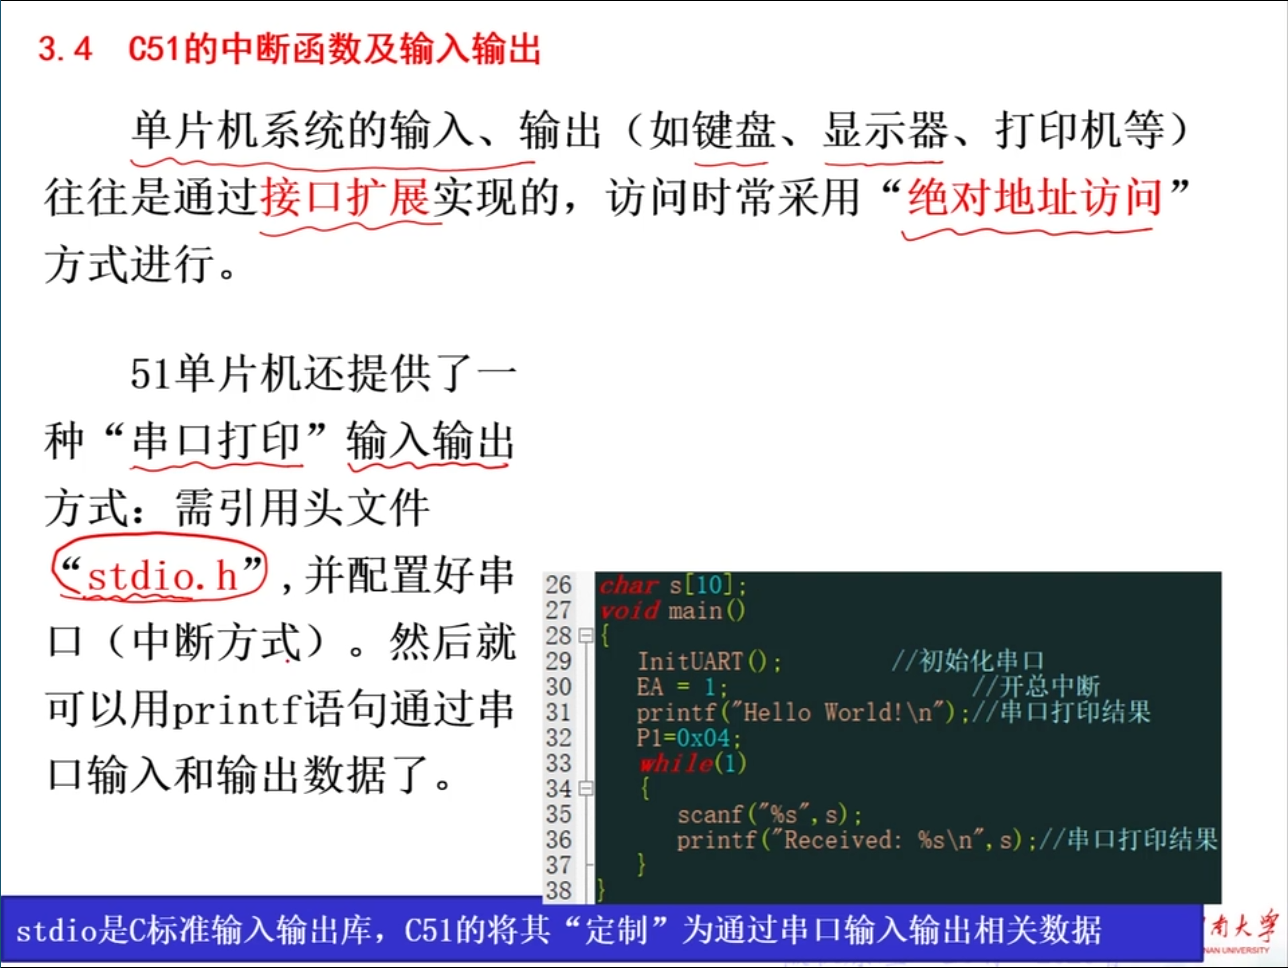 3.4 C51的中断函数及输入输出
单片机系统的输入、输出（如键盘、显示器、打印机等）
往往是通过接口扩展实现的，访问时常采用“绝对地址访问”
方式进行。
51单片机还提供了一
种“串口打印”输入输出
方式：需引用头文件
“stdio.h”,并配置好串
口（中断方式）。然后就
可以用printf语句通过串
口输入和输出数据了。
26 char s[10];
27 void main()
28 {
29 InitUART(); //初始化串口
30 EA = 1; //开总中断
31 printf("Hello World!\n");//串口打印结果
32 P1=0x04;
33 while(1)
34 {
35 scanf("%s",s);
36 printf("Received: %s\n",s);//串口打印结果
37 }
38 }
stdio是C标准输入输出库，C51的将其“定制”为通过串口输入输出相关数据
南大学
NAN UNIVERSITY